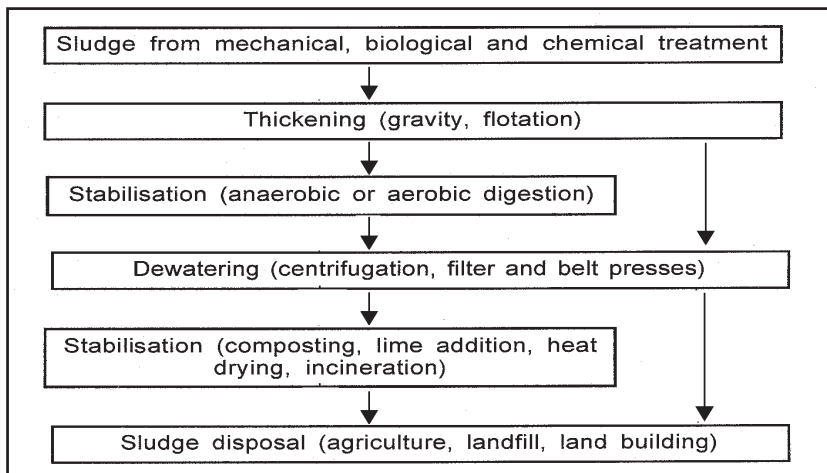 Sludge from mechanical, biological and chemical treatment
Thickening (gravity, flotation)
Stabilisation (anaerobic or aerobic digestion)
Dewatering (centrifugation, filter and belt presses)
Stabilisation (composting, lime addition, heat
drying, incineration)
Sludge disposal (agriculture, landfill, land building)